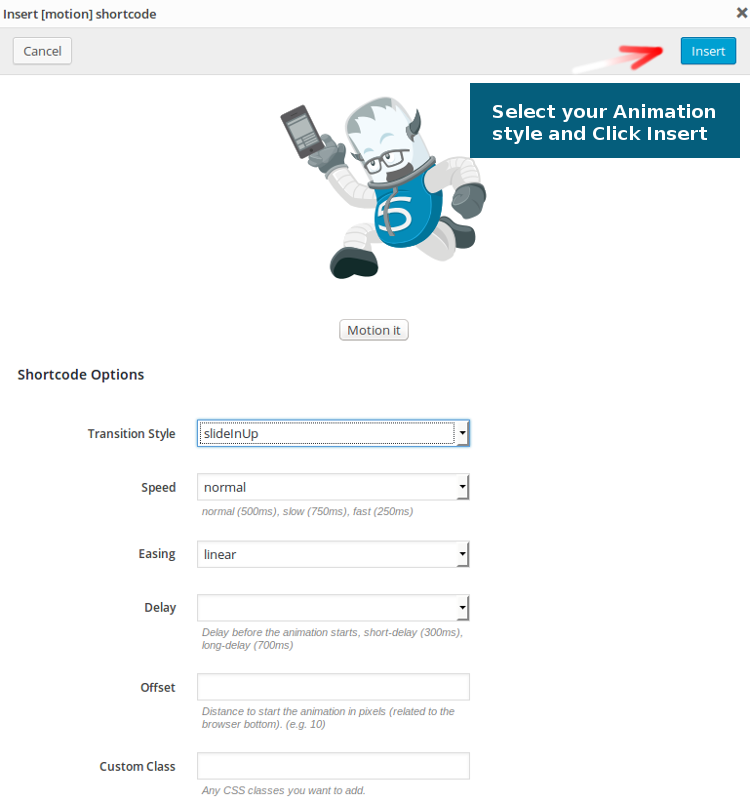 Insert [motion] shortcode
Cancel
Insert
Select your Animation
style and Click Insert
S
Motion it
Shortcode Options
Transition Style
slideInUp
Speed
normal
normal (500ms), slow (750ms), fast (250ms)
Easing
linear
Delay
Delay before the animation starts, short-delay (300ms),
long-delay (700ms)
Offset
Distance to start the animation in pixels (related to the
browser bottom). (e.g. 10)
Custom Class
Any CSS classes you want to add.